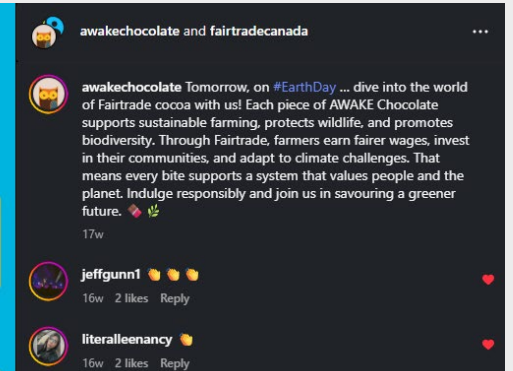 awakechocolate and fairtradecanada
awakechocolate Tomorrow, on #EarthDay ... dive into the world
of Fairtrade cocoa with us! Each piece of AWAKE Chocolate
supports sustainable farming, protects wildlife, and promotes
biodiversity. Through Fairtrade, farmers earn fairer wages, invest
in their communities, and adapt to climate challenges. That
means every bite supports a system that values people and the
planet. Indulge responsibly and join us in savouring a greener
future. 🍫 🌿
17w
jeffgunn1 👏 👏 👏
16w 2 likes Reply
literalleenancy 👏
16w 2 likes Reply